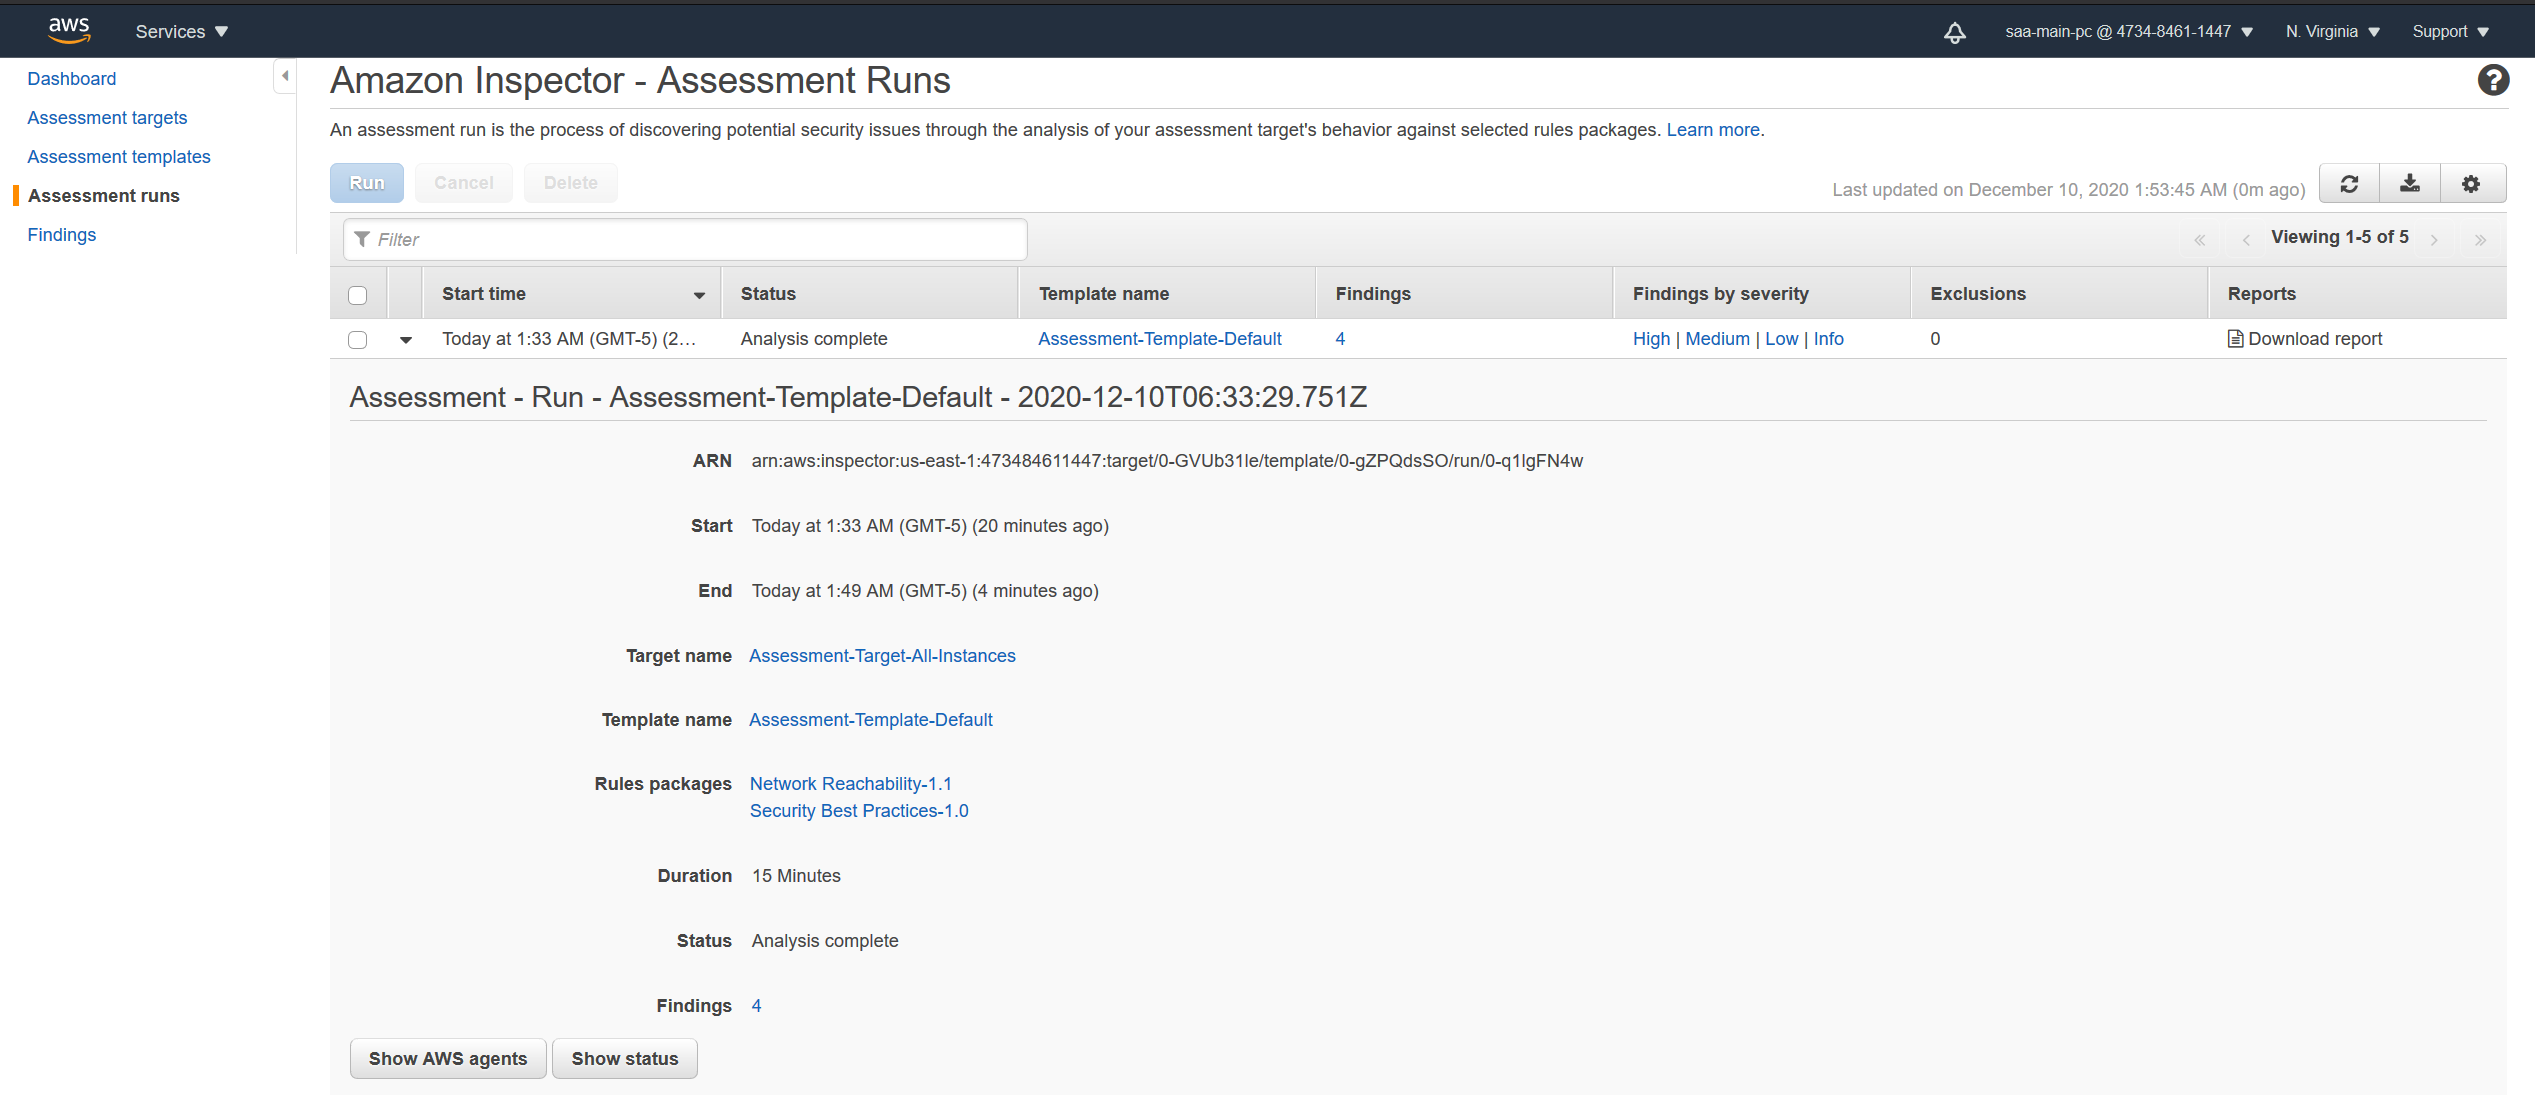 aws Services saa-main-pc @ 4734-8461-1447 N. Virginia Support
Dashboard
Assessment targets
Assessment templates
Assessment runs
Findings
Amazon Inspector - Assessment Runs
?
An assessment run is the process of discovering potential security issues through the analysis of your assessment target's behavior against selected rules packages. Learn more.
Run Cancel Delete
Last updated on December 10, 2020 1:53:45 AM (0m ago)
Filter
« ‹ Viewing 1-5 of 5 › »
Start time Status Template name Findings Findings by severity Exclusions Reports
Today at 1:33 AM (GMT-5) (2… Analysis complete Assessment-Template-Default 4 High | Medium | Low | Info 0 Download report
Assessment - Run - Assessment-Template-Default - 2020-12-10T06:33:29.751Z
ARN arn:aws:inspector:us-east-1:473484611447:target/0-GVUb31le/template/0-gZPQdsSO/run/0-q1lgFN4w
Start Today at 1:33 AM (GMT-5) (20 minutes ago)
End Today at 1:49 AM (GMT-5) (4 minutes ago)
Target name Assessment-Target-All-Instances
Template name Assessment-Template-Default
Rules packages Network Reachability-1.1
Security Best Practices-1.0
Duration 15 Minutes
Status Analysis complete
Findings 4
Show AWS agents Show status